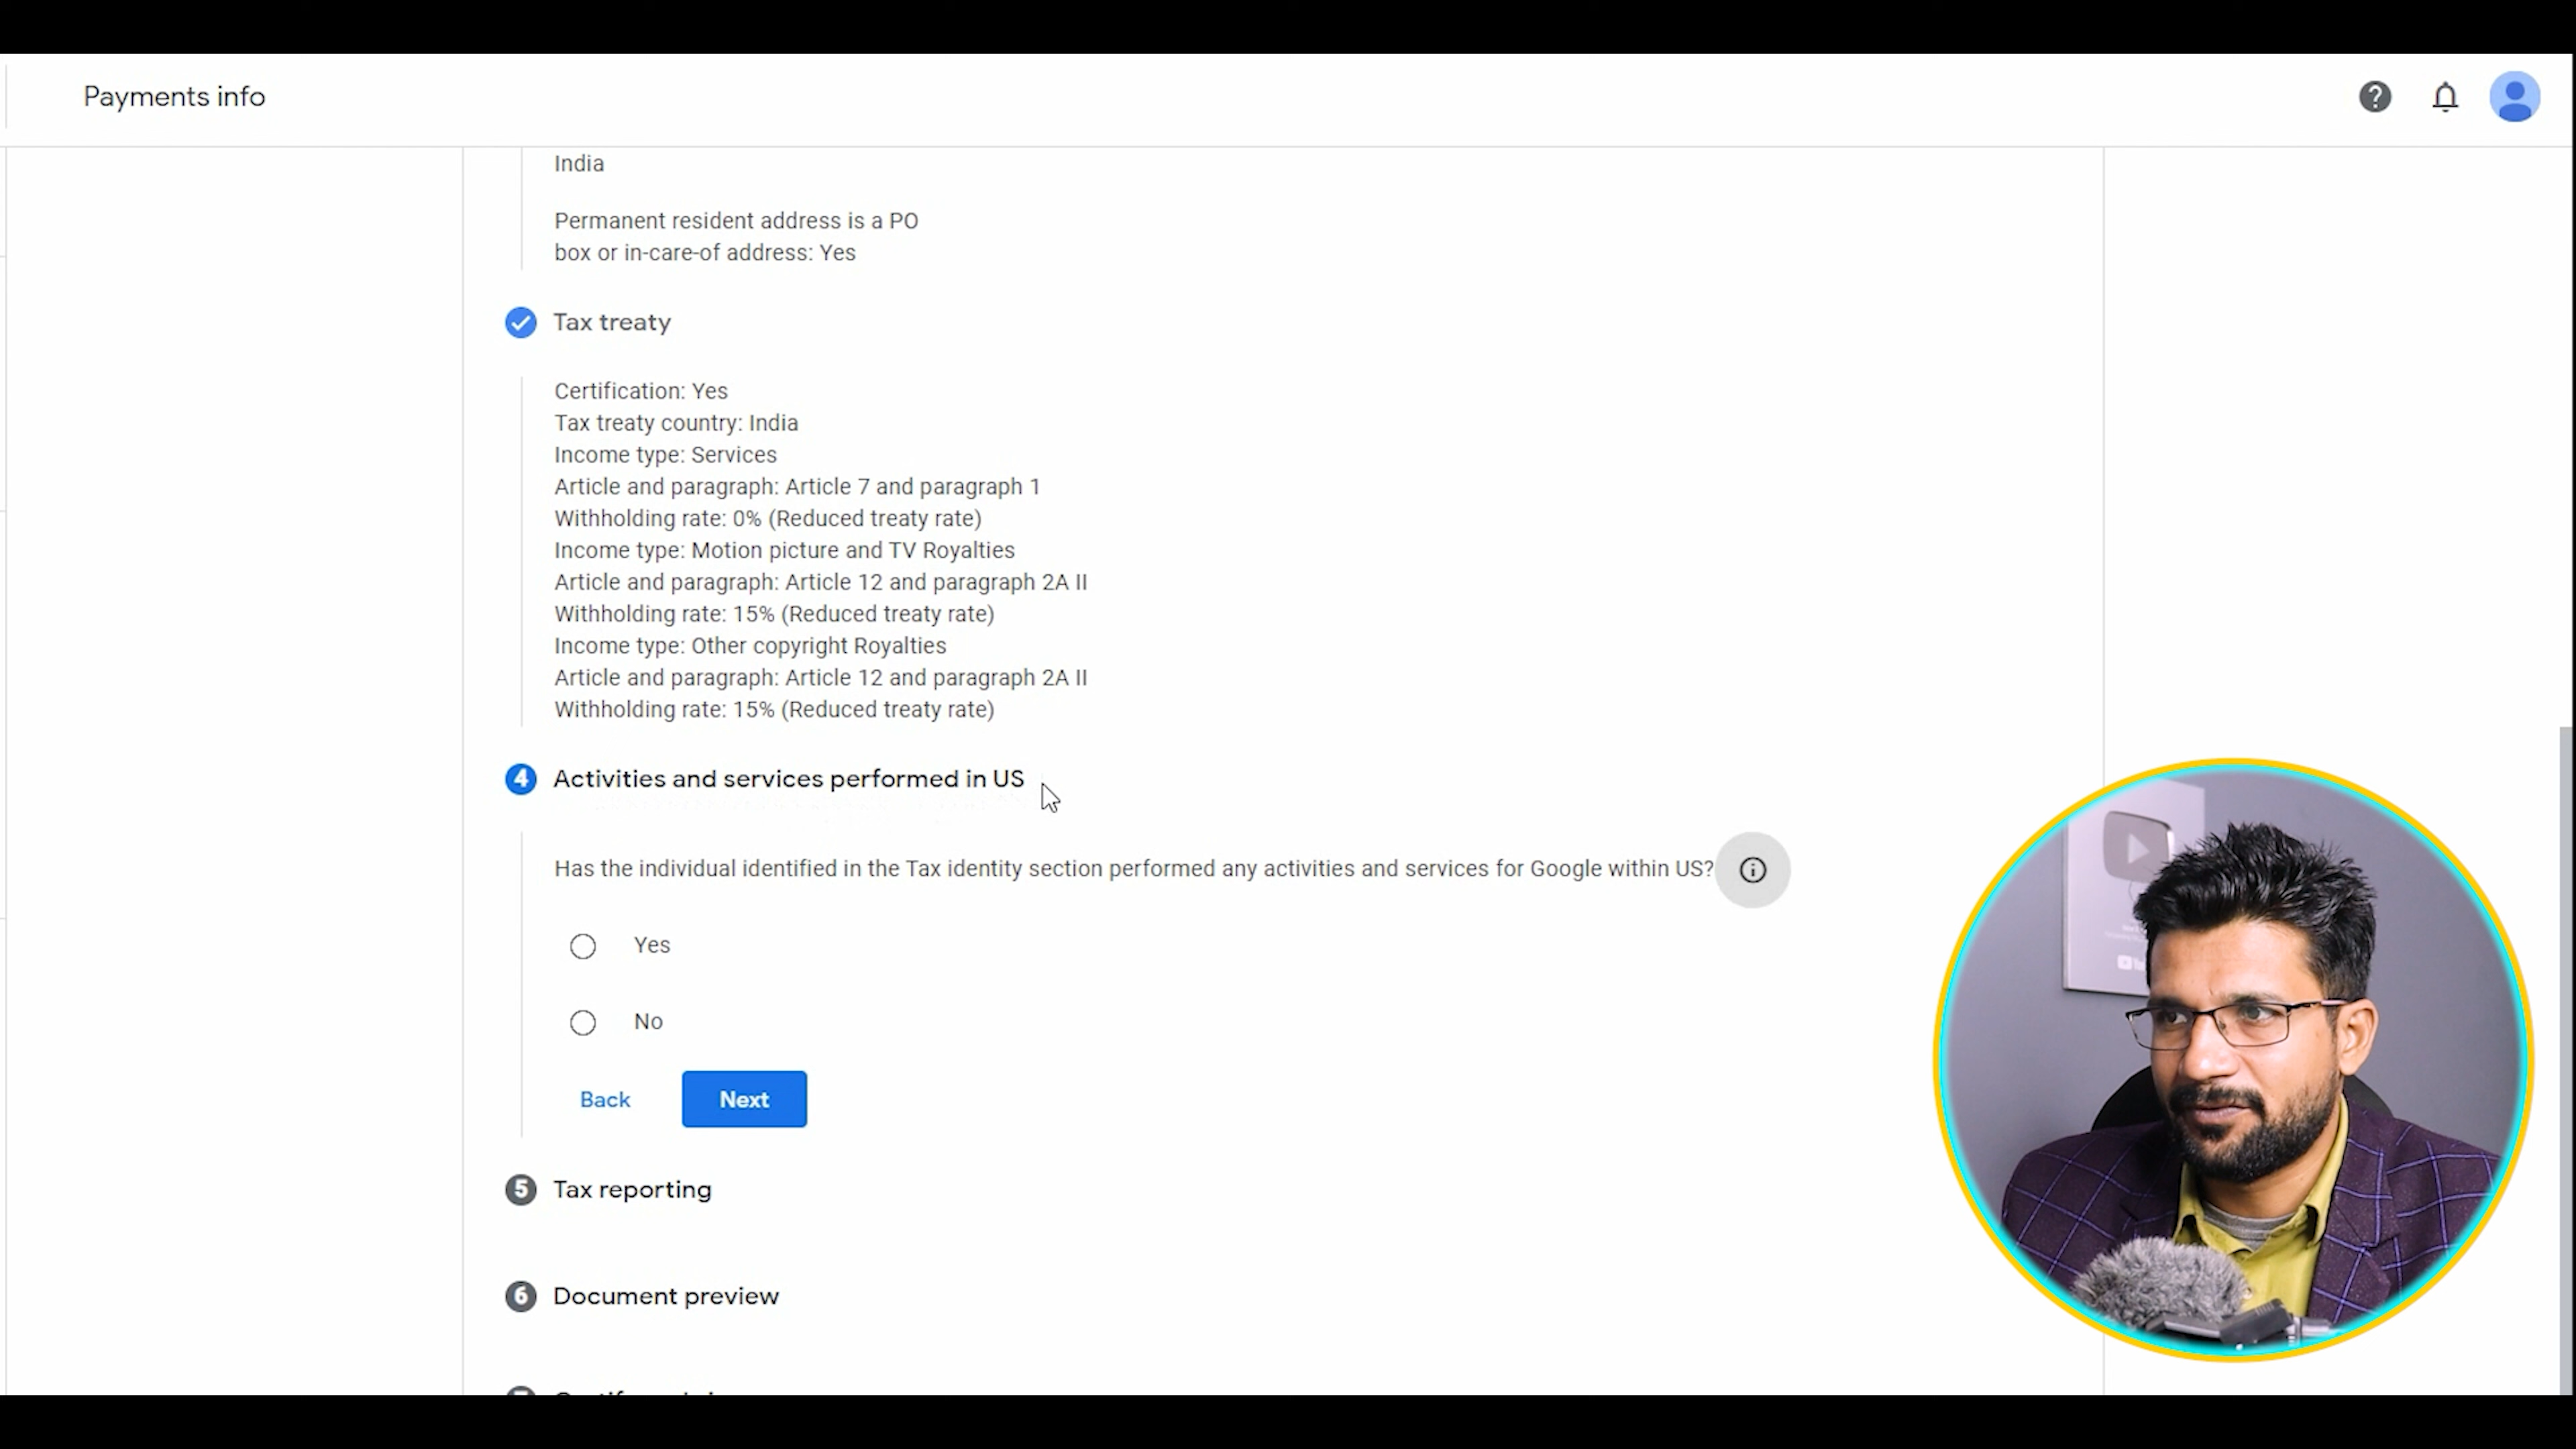 Payments info
India
Permanent resident address is a PO
box or in-care-of address: Yes
Tax treaty
Certification: Yes
Tax treaty country: India
Income type: Services
Article and paragraph: Article 7 and paragraph 1
Withholding rate: 0% (Reduced treaty rate)
Income type: Motion picture and TV Royalties
Article and paragraph: Article 12 and paragraph 2A II
Withholding rate: 15% (Reduced treaty rate)
Income type: Other copyright Royalties
Article and paragraph: Article 12 and paragraph 2A II
Withholding rate: 15% (Reduced treaty rate)
4 Activities and services performed in US
Has the individual identified in the Tax identity section performed any activities and services for Google within US?
Yes
No
Back Next
5 Tax reporting
6 Document preview